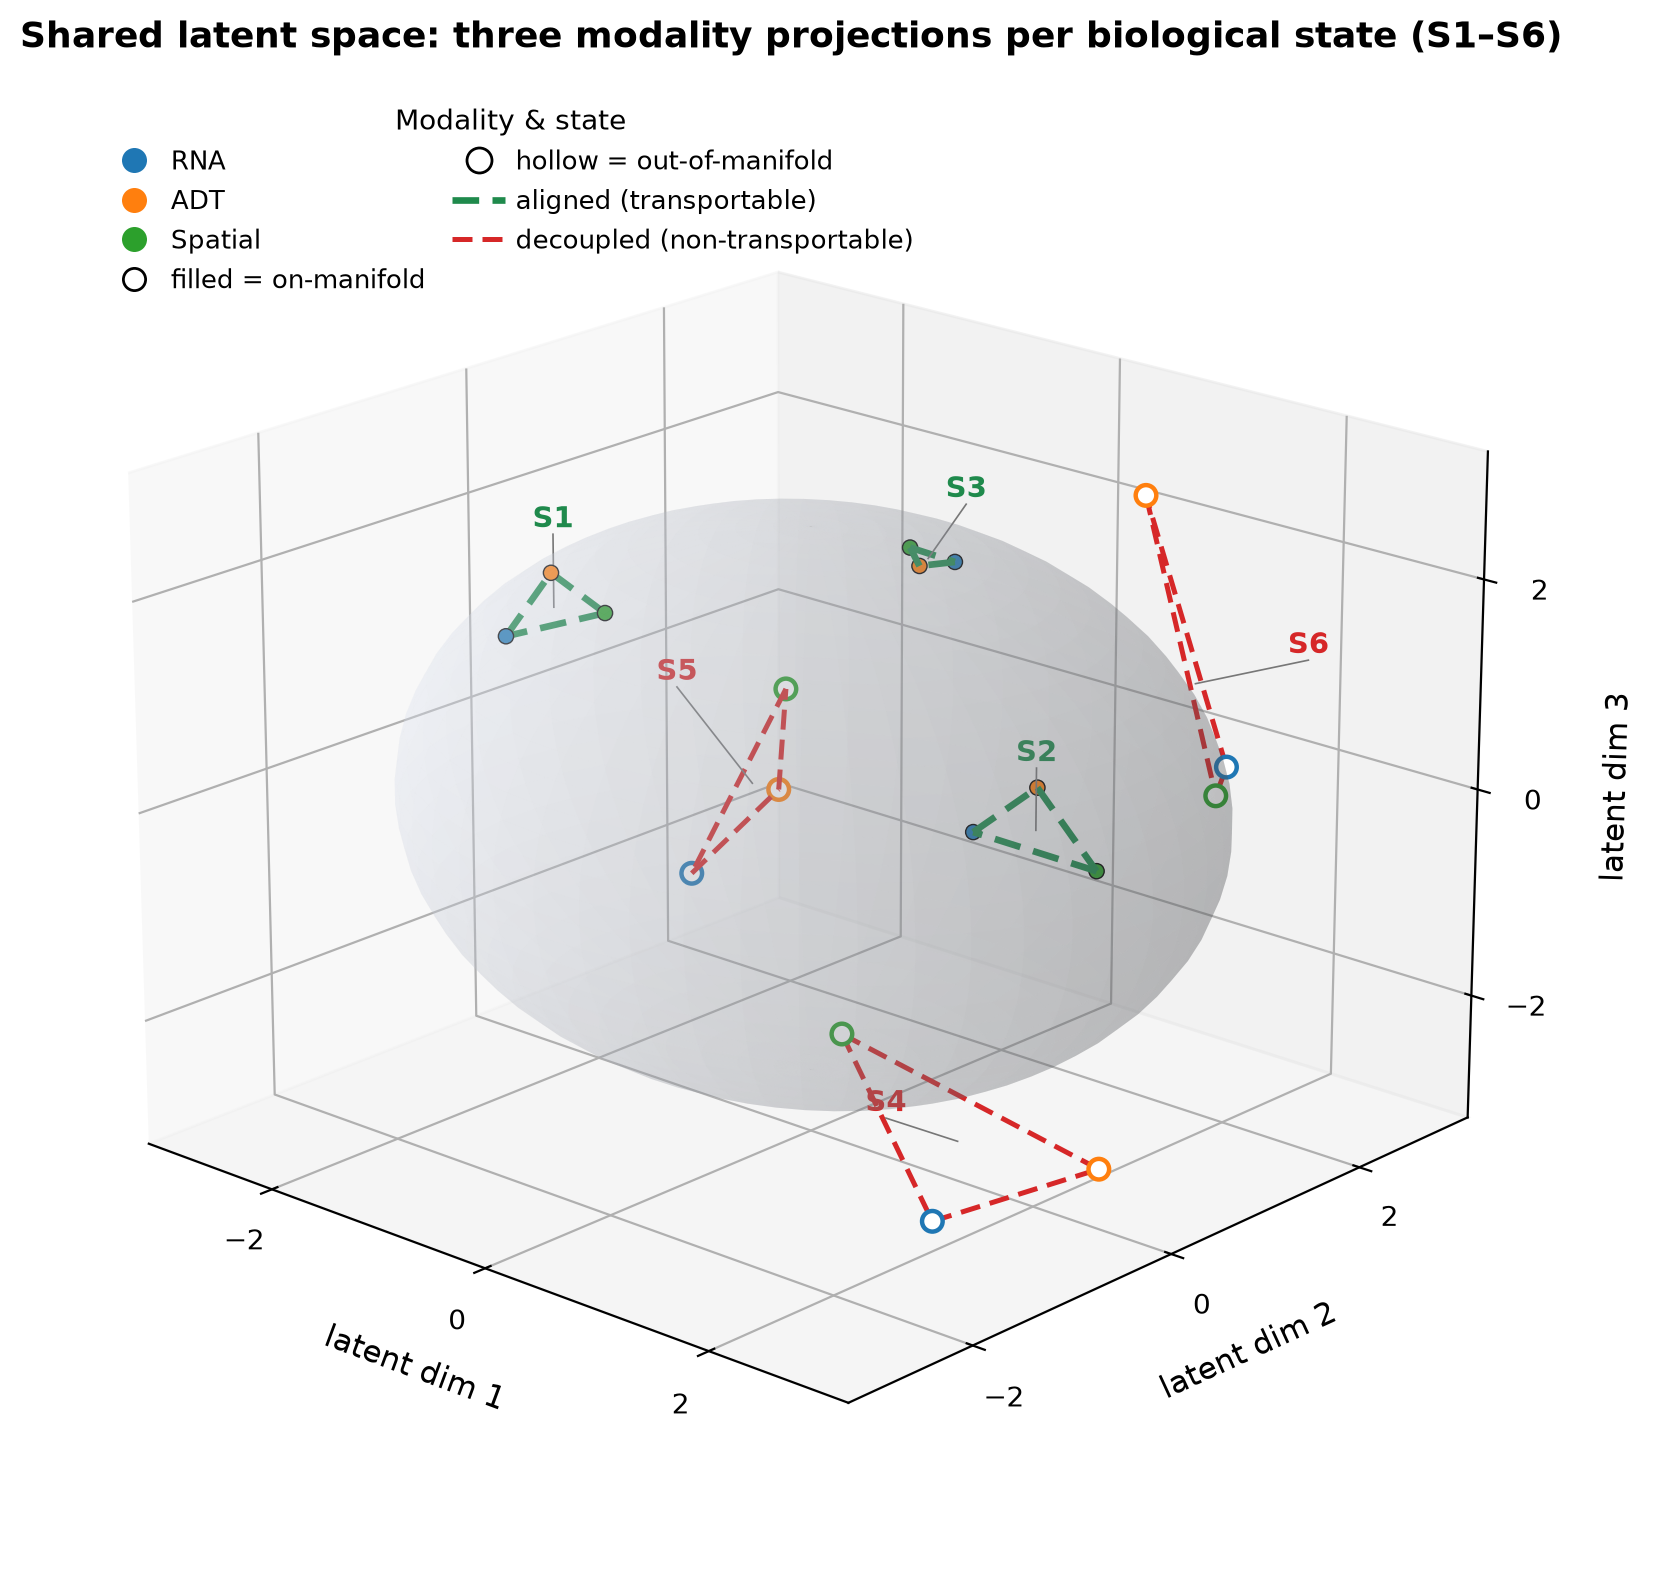 Shared latent space: three modality projections per biological state (S1–S6)
Modality & state
RNA
ADT
Spatial
filled = on-manifold
hollow = out-of-manifold
aligned (transportable)
decoupled (non-transportable)
S3
S1
S6
S5
S2
S4
2
0
−2
latent dim 3
−2
0
2
latent dim 1
−2
0
2
latent dim 2